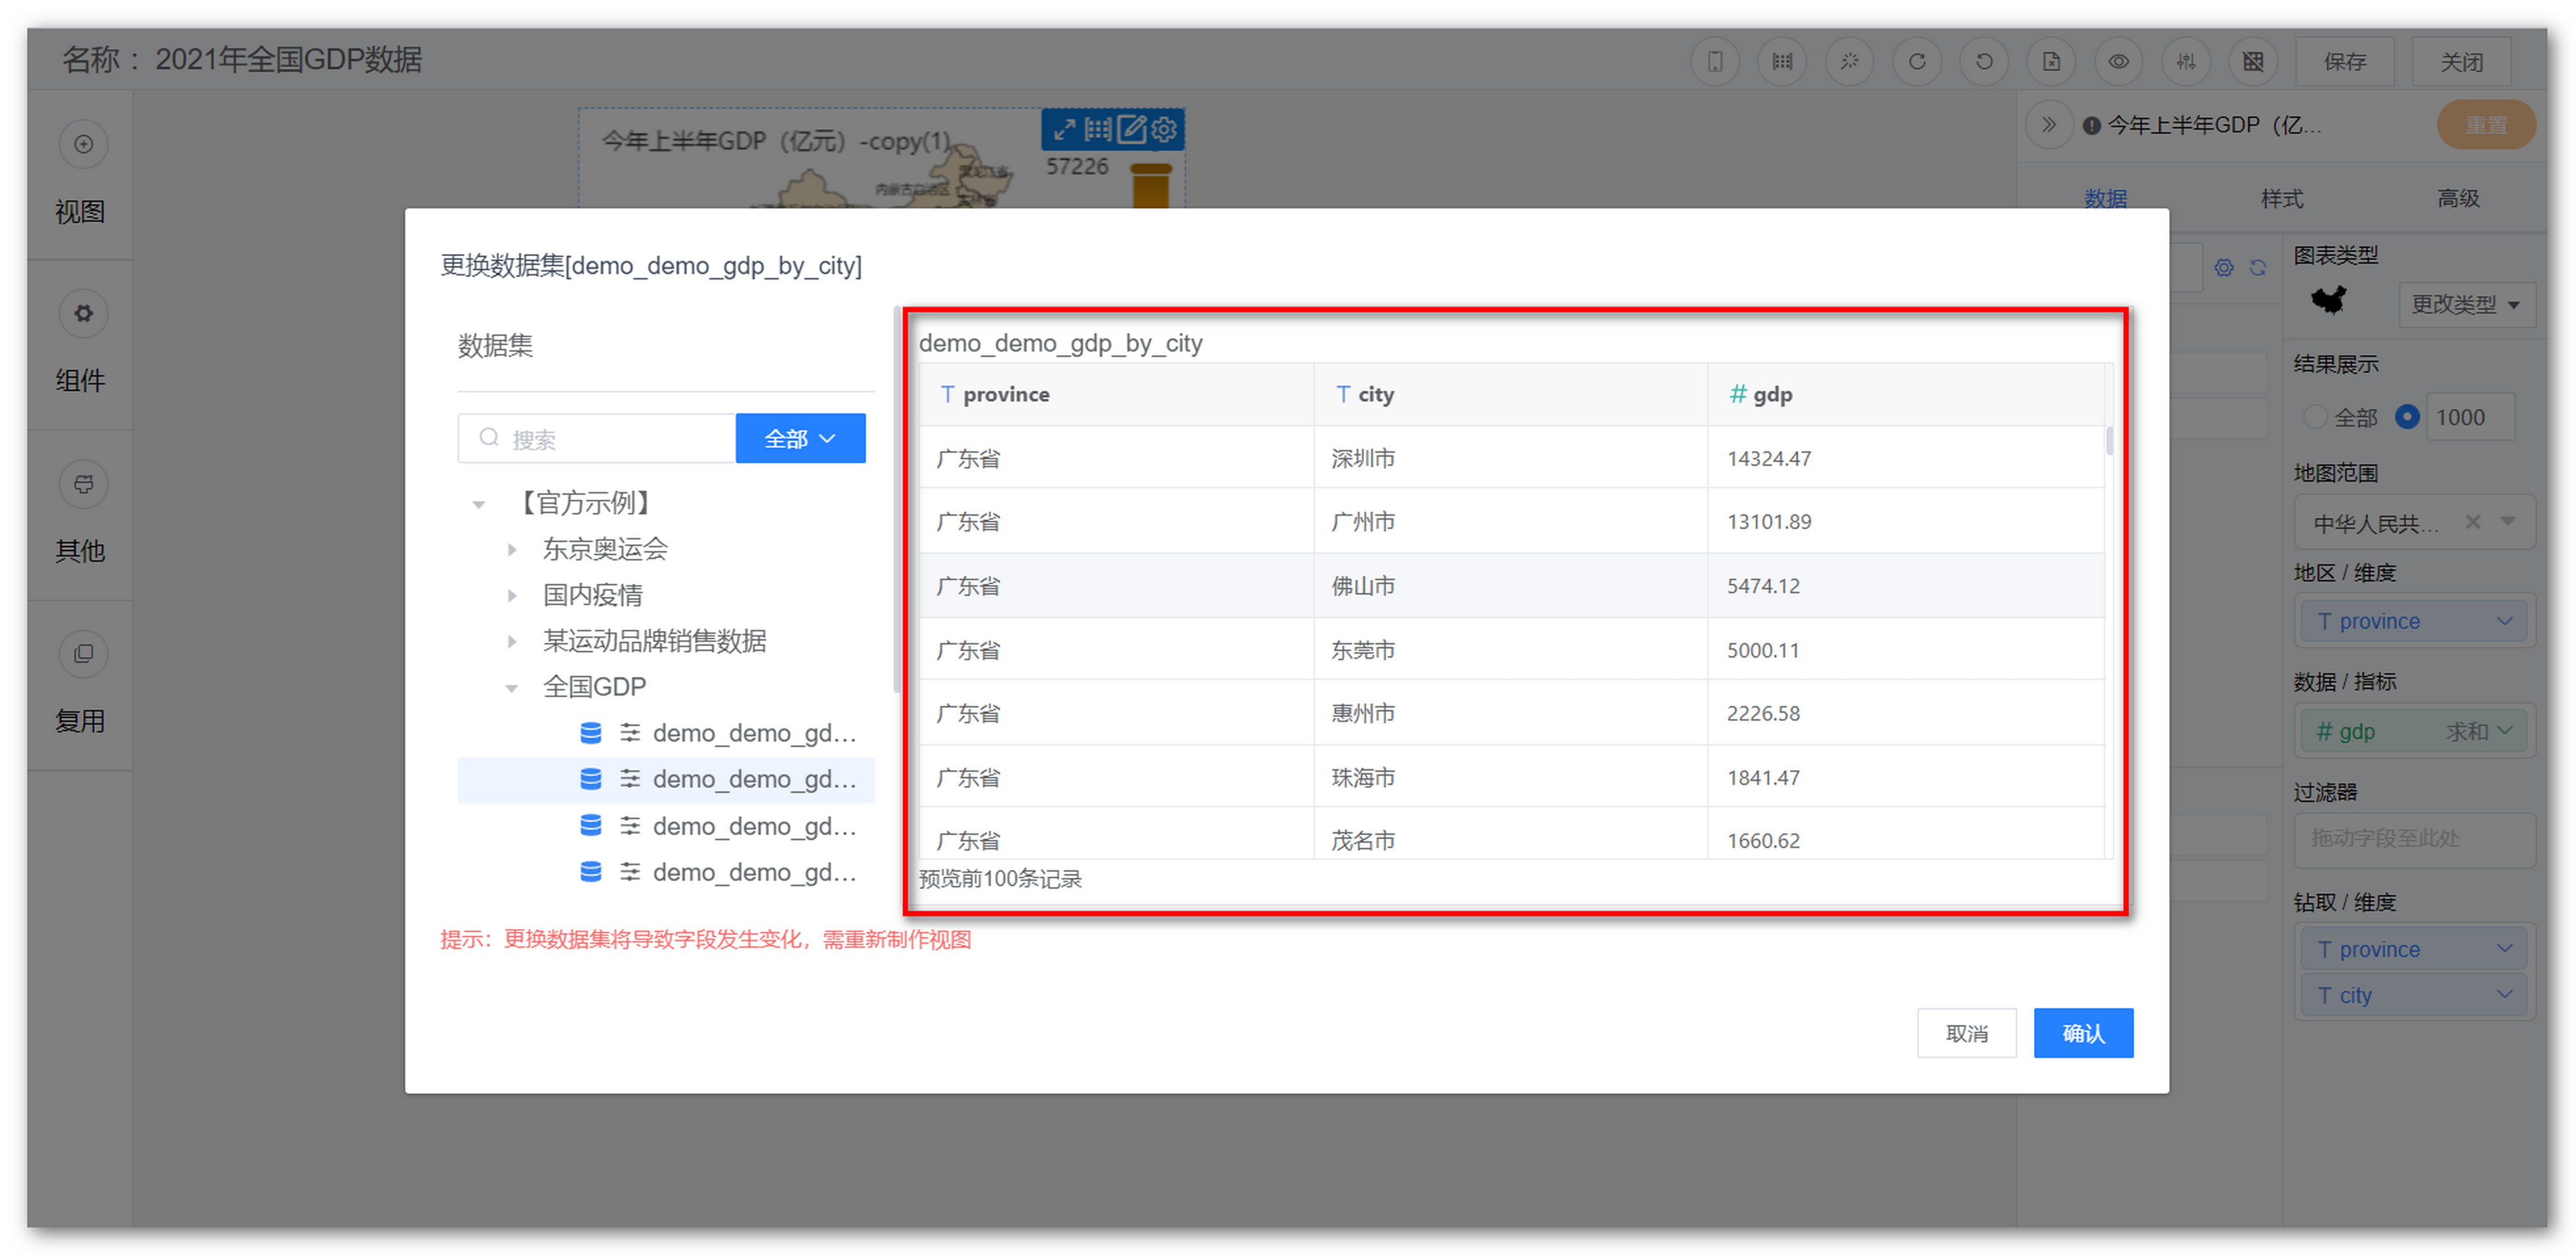 名称： 2021年全国GDP数据
保存
关闭
视图
组件
其他
复用
今年上半年GDP（亿元）-copy(1)
57226
内蒙古自治区
今年上半年GDP（亿...
重置
数据
样式
高级
更换数据集[demo_demo_gdp_by_city]
数据集
搜索
全部
【官方示例】
东京奥运会
国内疫情
某运动品牌销售数据
全国GDP
demo_demo_gd...
demo_demo_gd...
demo_demo_gd...
demo_demo_gd...
demo_demo_gdp_by_city
T province T city # gdp
广东省 深圳市 14324.47
广东省 广州市 13101.89
广东省 佛山市 5474.12
广东省 东莞市 5000.11
广东省 惠州市 2226.58
广东省 珠海市 1841.47
广东省 茂名市 1660.62
预览前100条记录
提示：更换数据集将导致字段发生变化，需重新制作视图
取消
确认
图表类型
更改类型
结果展示
全部 1000
地图范围
中华人民共...
地区 / 维度
T province
数据 / 指标
# gdp 求和
过滤器
拖动字段至此处
钻取 / 维度
T province
T city